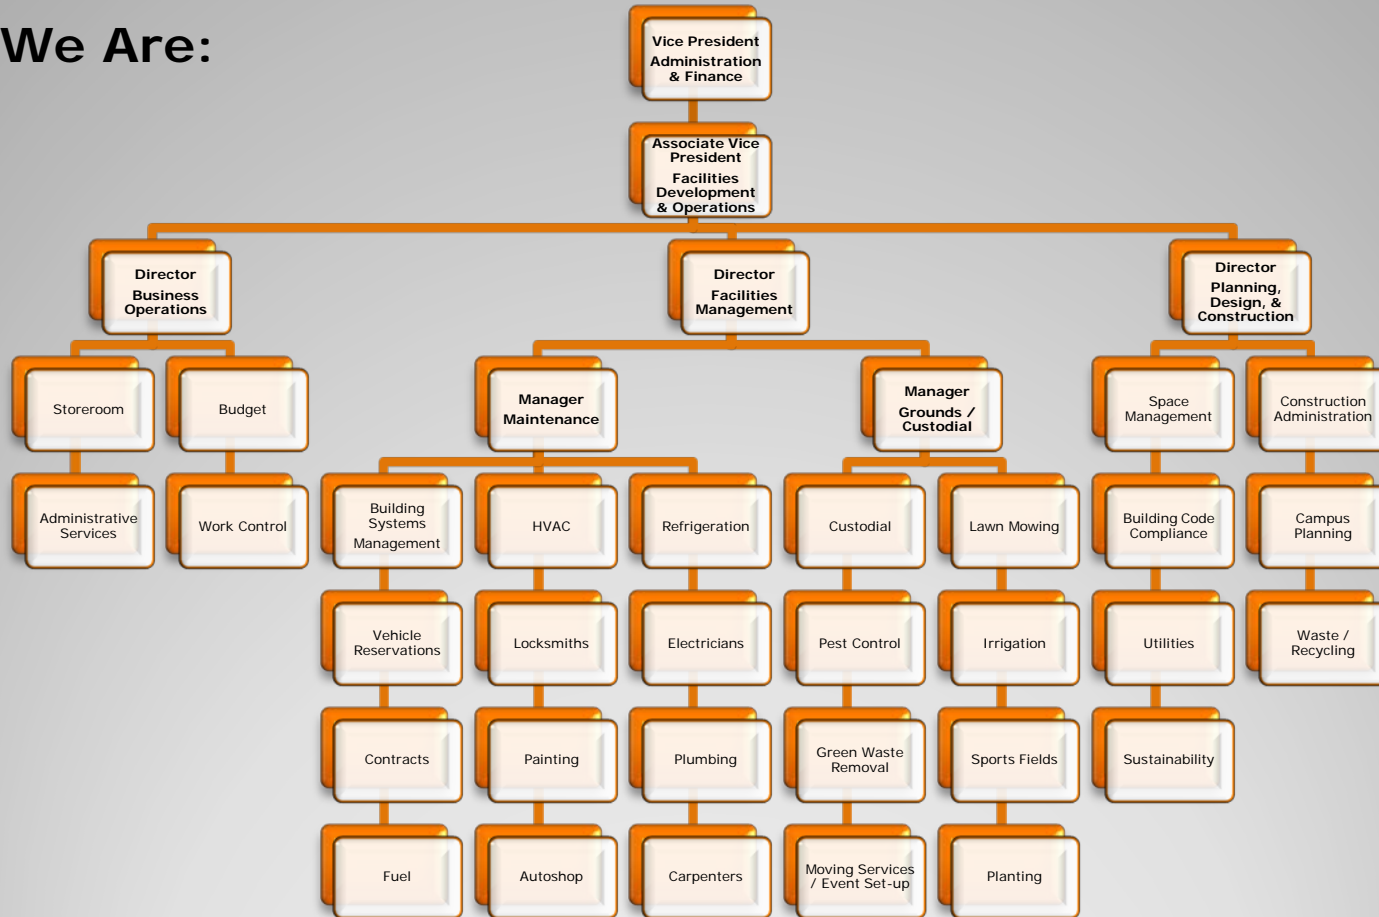 We Are:
Vice President
Administration
& Finance
Associate Vice
President
Facilities
Development
& Operations
Director
Business
Operations
Director
Facilities
Management
Director
Planning,
Design, &
Construction
Storeroom
Budget
Manager
Maintenance
Manager
Grounds /
Custodial
Space
Management
Construction
Administration
Administrative
Services
Work Control
Building
Systems
Management
HVAC
Refrigeration
Custodial
Lawn Mowing
Building Code
Compliance
Campus
Planning
Vehicle
Reservations
Locksmiths
Electricians
Pest Control
Irrigation
Utilities
Waste /
Recycling
Contracts
Painting
Plumbing
Green Waste
Removal
Sports Fields
Sustainability
Fuel
Autoshop
Carpenters
Moving Services
/ Event Set-up
Planting